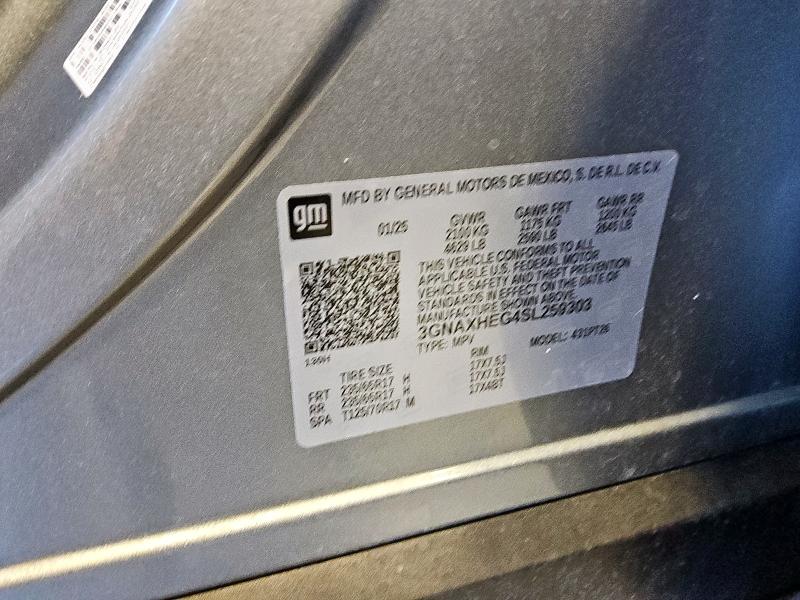 gm
MFD BY GENERAL MOTORS DE MEXICO, S. DE R.L. DE C.V.
01/25 GVWR GAWR FRT GAWR RR
2100 KG 1175 KG 1200 KG
4629 LB 2590 LB 2645 LB
THIS VEHICLE CONFORMS TO ALL
APPLICABLE U.S. FEDERAL MOTOR
VEHICLE SAFETY AND THEFT PREVENTION
STANDARDS IN EFFECT ON THE DATE OF
MANUFACTURE SHOWN ABOVE.
3GNAXHEG4SL259303
TYPE: MPV MODEL: 431PT26
TIRE SIZE RIM
FRT 235/65R17 H 17X7.5J
RR 235/65R17 H 17X7.5J
SPA T125/70R17 M 17X4BT